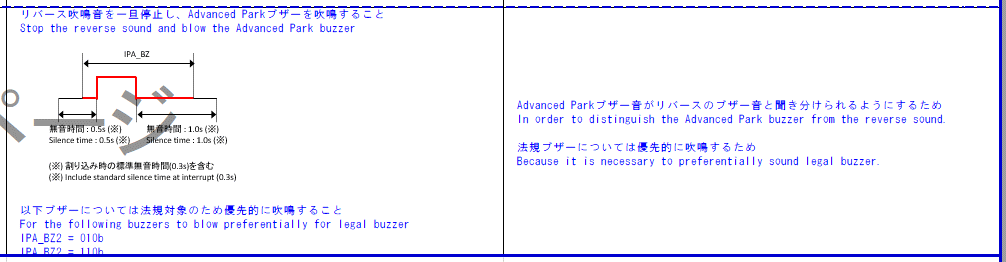 リバース吹鳴音を一旦停止し、Advanced Parkブザーを吹鳴すること
Stop the reverse sound and blow the Advanced Park buzzer
IPA_BZ
無音時間 : 0.5s (※) 無音時間 : 1.0s (※)
Silence time : 0.5s (※) Silence time : 1.0s (※)
(※) 割り込み時の標準無音時間(0.3s)を含む
(※) Include standard silence time at interrupt (0.3s)
以下ブザーについては法規対象のため優先的に吹鳴すること
For the following buzzers to blow preferentially for legal buzzer
IPA_BZ2 = 010b
IPA_BZ2 = 110b
Advanced Parkブザー音がリバースのブザー音と聞き分けられるようにするため
In order to distinguish the Advanced Park buzzer from the reverse sound.
法規ブザーについては優先的に吹鳴するため
Because it is necessary to preferentially sound legal buzzer.
ページ